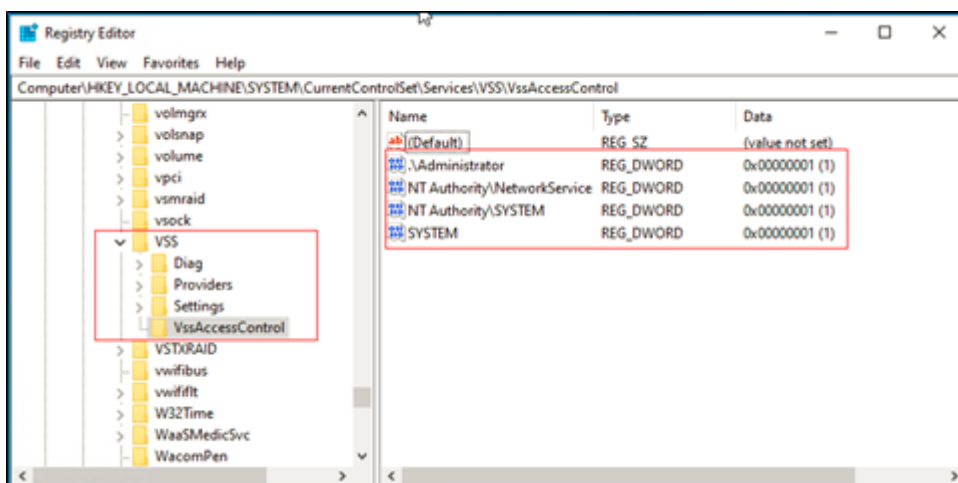 Registry Editor
File Edit View Favorites Help
Computer\HKEY_LOCAL_MACHINE\SYSTEM\CurrentControlSet\Services\VSS\VssAccessControl
volmgrx
volsnap
volume
vpci
vsmraid
vsock
VSS
Diag
Providers
Settings
VssAccessControl
VSTXRAID
vwifibus
vwififlt
W32Time
WaaSMedicSvc
WacomPen
Name Type Data
ab (Default) REG_SZ (value not set)
.\Administrator REG_DWORD 0x00000001 (1)
NT Authority\NetworkService REG_DWORD 0x00000001 (1)
NT Authority\SYSTEM REG_DWORD 0x00000001 (1)
SYSTEM REG_DWORD 0x00000001 (1)